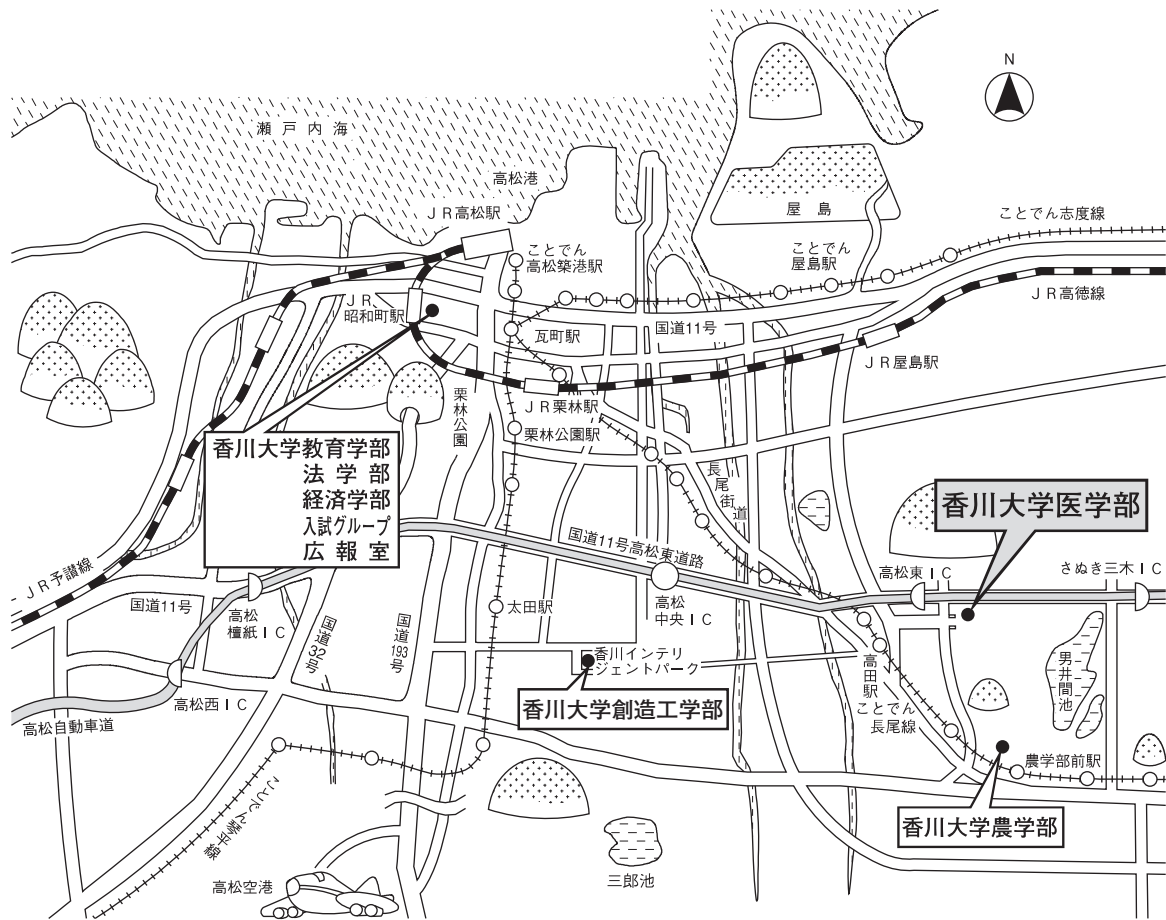 N
瀬戸内海
高松港
JR高松駅
ことでん
高松築港駅
屋島
ことでん志度線
ことでん
屋島駅
JR高徳線
JR
昭和町駅
瓦町駅
国道11号
JR屋島駅
JR栗林駅
栗林公園
栗林公園駅
長尾街道
香川大学教育学部
法学部
経済学部
入試グループ
広報室
香川大学医学部
国道11号高松東道路
高松東IC
さぬき三木IC
JR予讃線
国道11号
高松
檀紙IC
国道32号
国道193号
太田駅
高松
中央IC
香川インテリ
ジェントパーク
高田駅
男井間池
香川大学創造工学部
高松西IC
高松自動車道
ことでん
長尾線
農学部前駅
香川大学農学部
ことでん琴平線
高松空港
三郎池